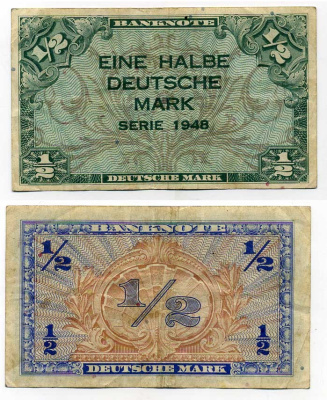 BANKNOTE
1/2 1/2
EINE HALBE
DEUTSCHE
MARK
SERIE 1948
1/2 1/2
DEUTSCHE MARK
BANKNOTE
1/2 1/2
1/2
1/2 1/2
DEUTSCHE MARK